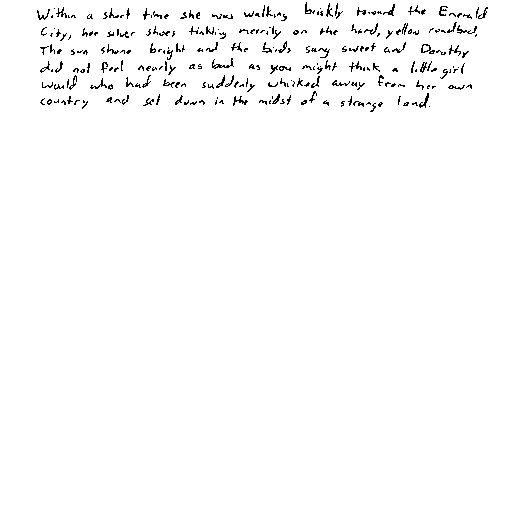 Within a short time she was walking briskly toward the Emerald
City, her silver shoes tinkling merrily on the hard, yellow roadbed.
The sun shone bright and the birds sang sweet and Dorothy
did not feel nearly as bad as you might think a little girl
would who had been suddenly whisked away from her own
country and set down in the midst of a strange land.